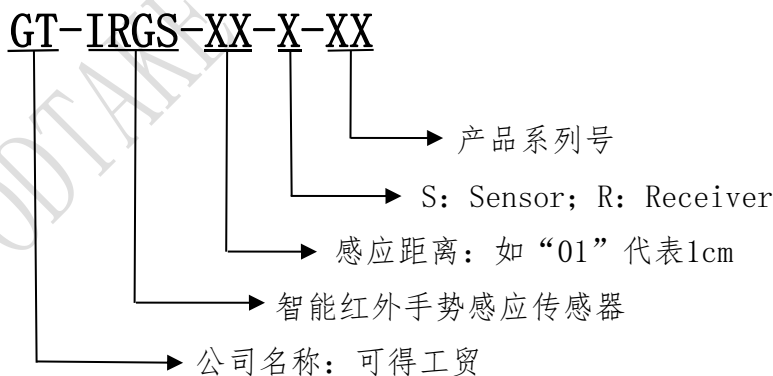 GT-IRGS-XX-X-XX
产品系列号
S: Sensor; R: Receiver
感应距离：如“01”代表1cm
智能红外手势感应传感器
公司名称：可得工贸
ODTAKE